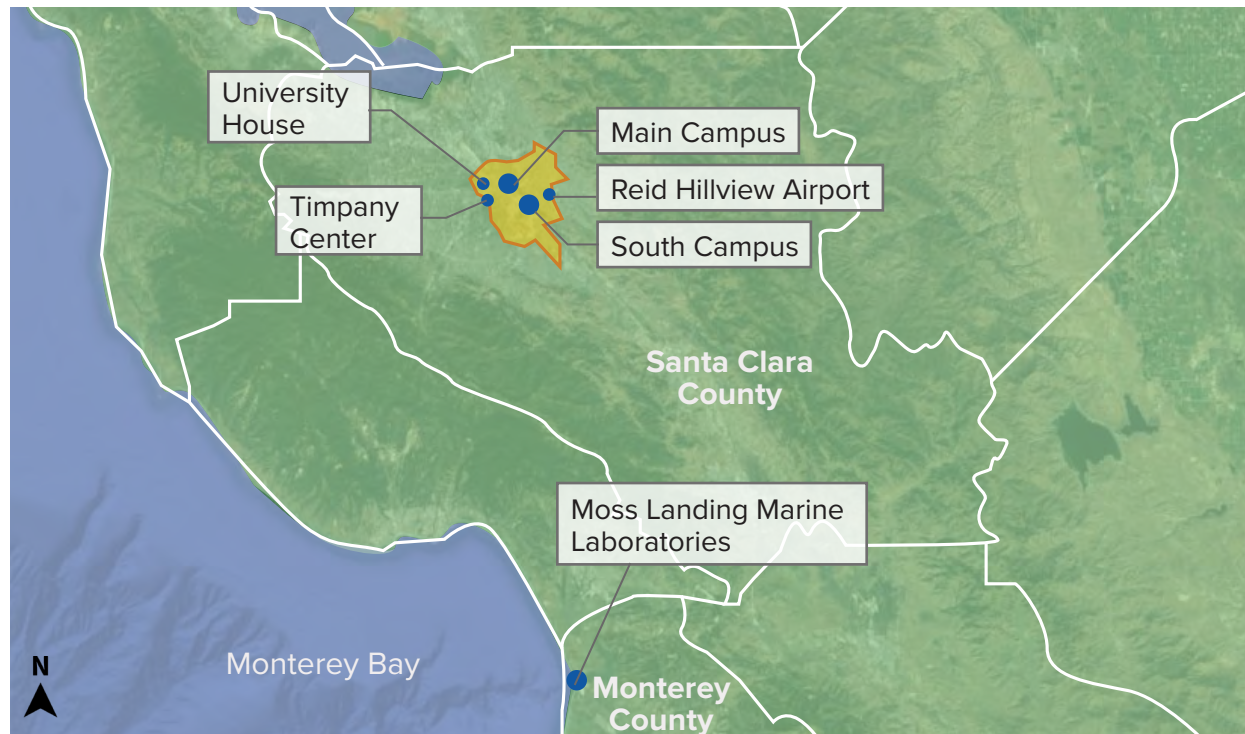 University
House
Main Campus
Reid Hillview Airport
Timpany
Center
South Campus
Santa Clara
County
Moss Landing Marine
Laboratories
Monterey Bay
N
Monterey
County